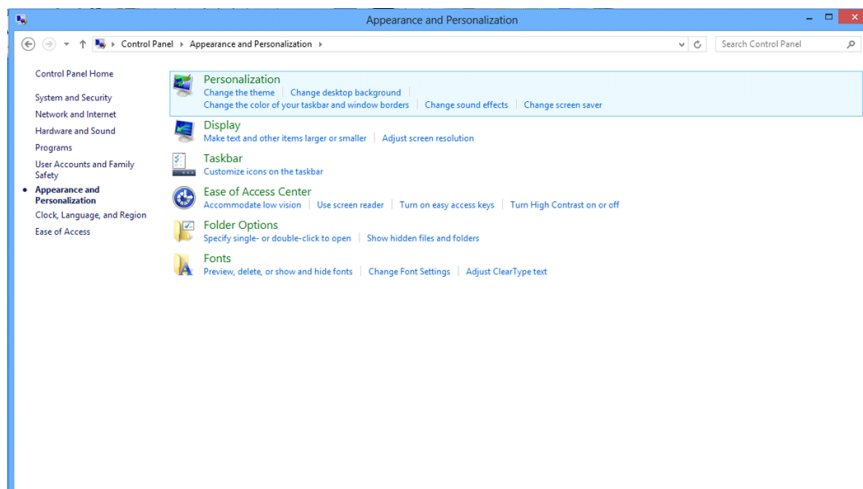 Appearance and Personalization
Control Panel Appearance and Personalization
Search Control Panel
Control Panel Home
System and Security
Network and Internet
Hardware and Sound
Programs
User Accounts and Family
Safety
Appearance and
Personalization
Clock, Language, and Region
Ease of Access
Personalization
Change the theme Change desktop background
Change the color of your taskbar and window borders Change sound effects Change screen saver
Display
Make text and other items larger or smaller Adjust screen resolution
Taskbar
Customize icons on the taskbar
Ease of Access Center
Accommodate low vision Use screen reader Turn on easy access keys Turn High Contrast on or off
Folder Options
Specify single- or double-click to open Show hidden files and folders
Fonts
Preview, delete, or show and hide fonts Change Font Settings Adjust ClearType text